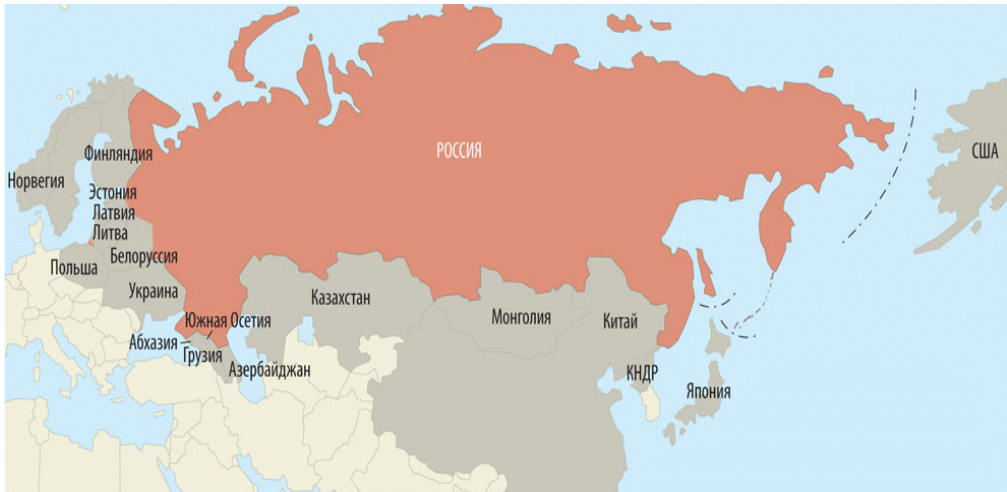 РОССИЯ
США
Финляндия
Норвегия
Эстония
Латвия
Литва
Белоруссия
Польша
Украина
Казахстан
Южная Осетия
Монголия
Китай
Абхазия
Грузия
Азербайджан
КНДР
Япония